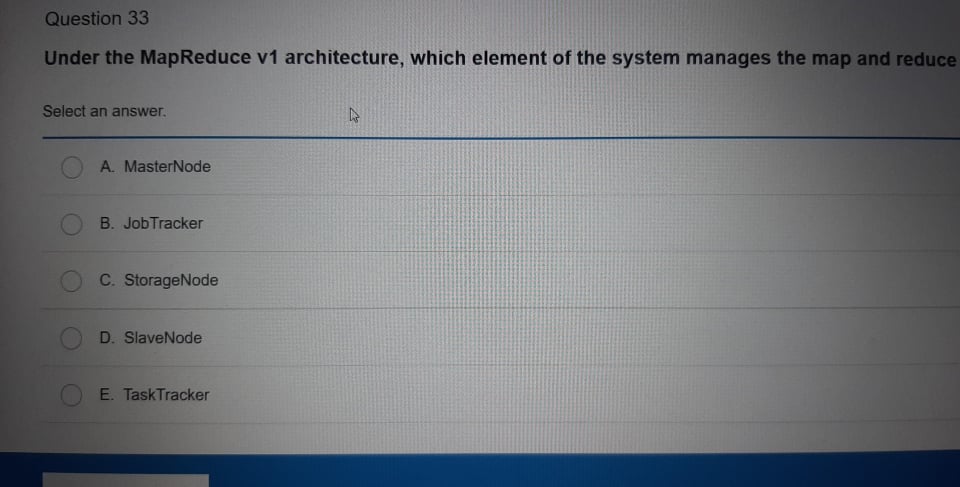 Question 33
Under the MapReduce v1 architecture, which element of the system manages the map and reduce
Select an answer.
A. MasterNode
B. JobTracker
C. StorageNode
D. SlaveNode
E. TaskTracker